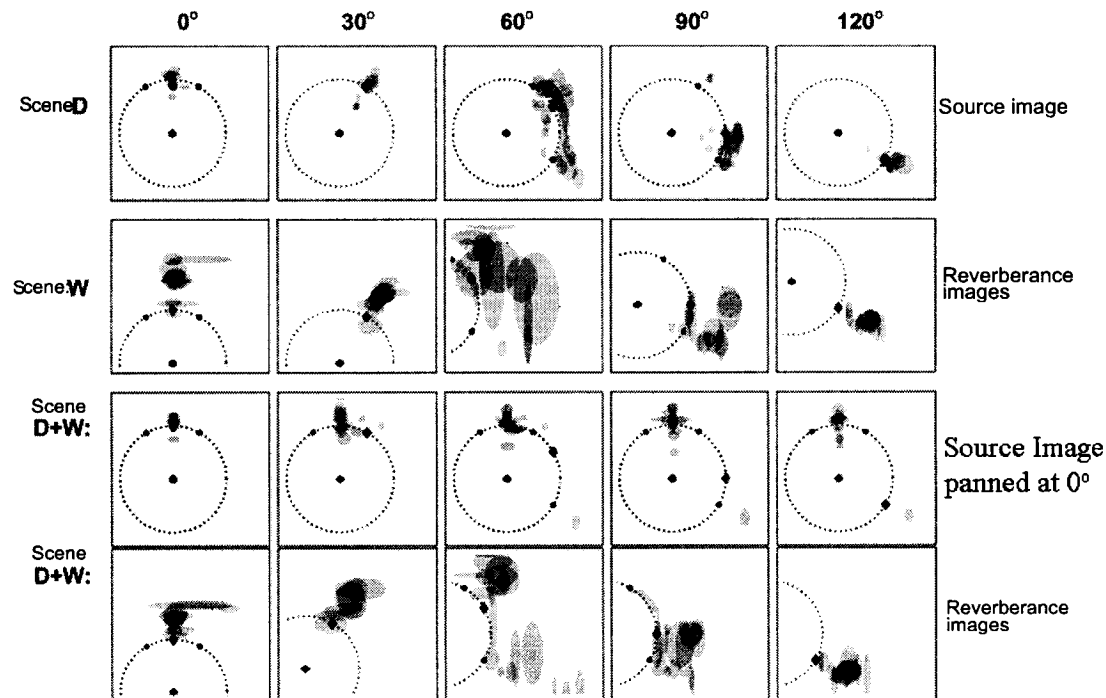 0° 30° 60° 90° 120°
SceneD
Source image
Scene:W
Reverberance
images
Scene
D+W:
Source Image
panned at 0°
Scene
D+W:
Reverberance
images